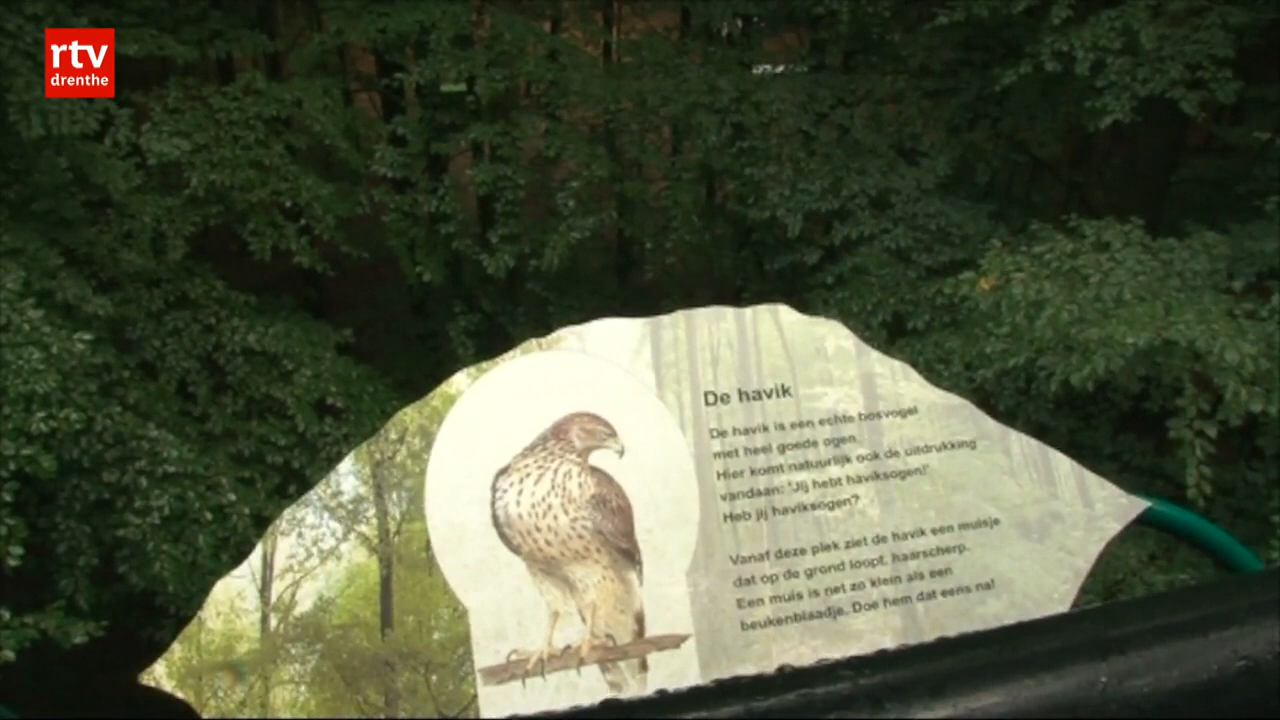 rtv
drenthe
De havik
De havik is een echte bosvogel
met heel goede ogen.
Hier komt natuurlijk ook de uitdrukking
vandaan: 'Jij hebt haviksogen!'
Heb jij haviksogen?
Vanaf deze plek ziet de havik een muisje
dat op de grond loopt, haarscherp.
Een muis is net zo klein als een
beukenblaadje. Doe hem dat eens na!